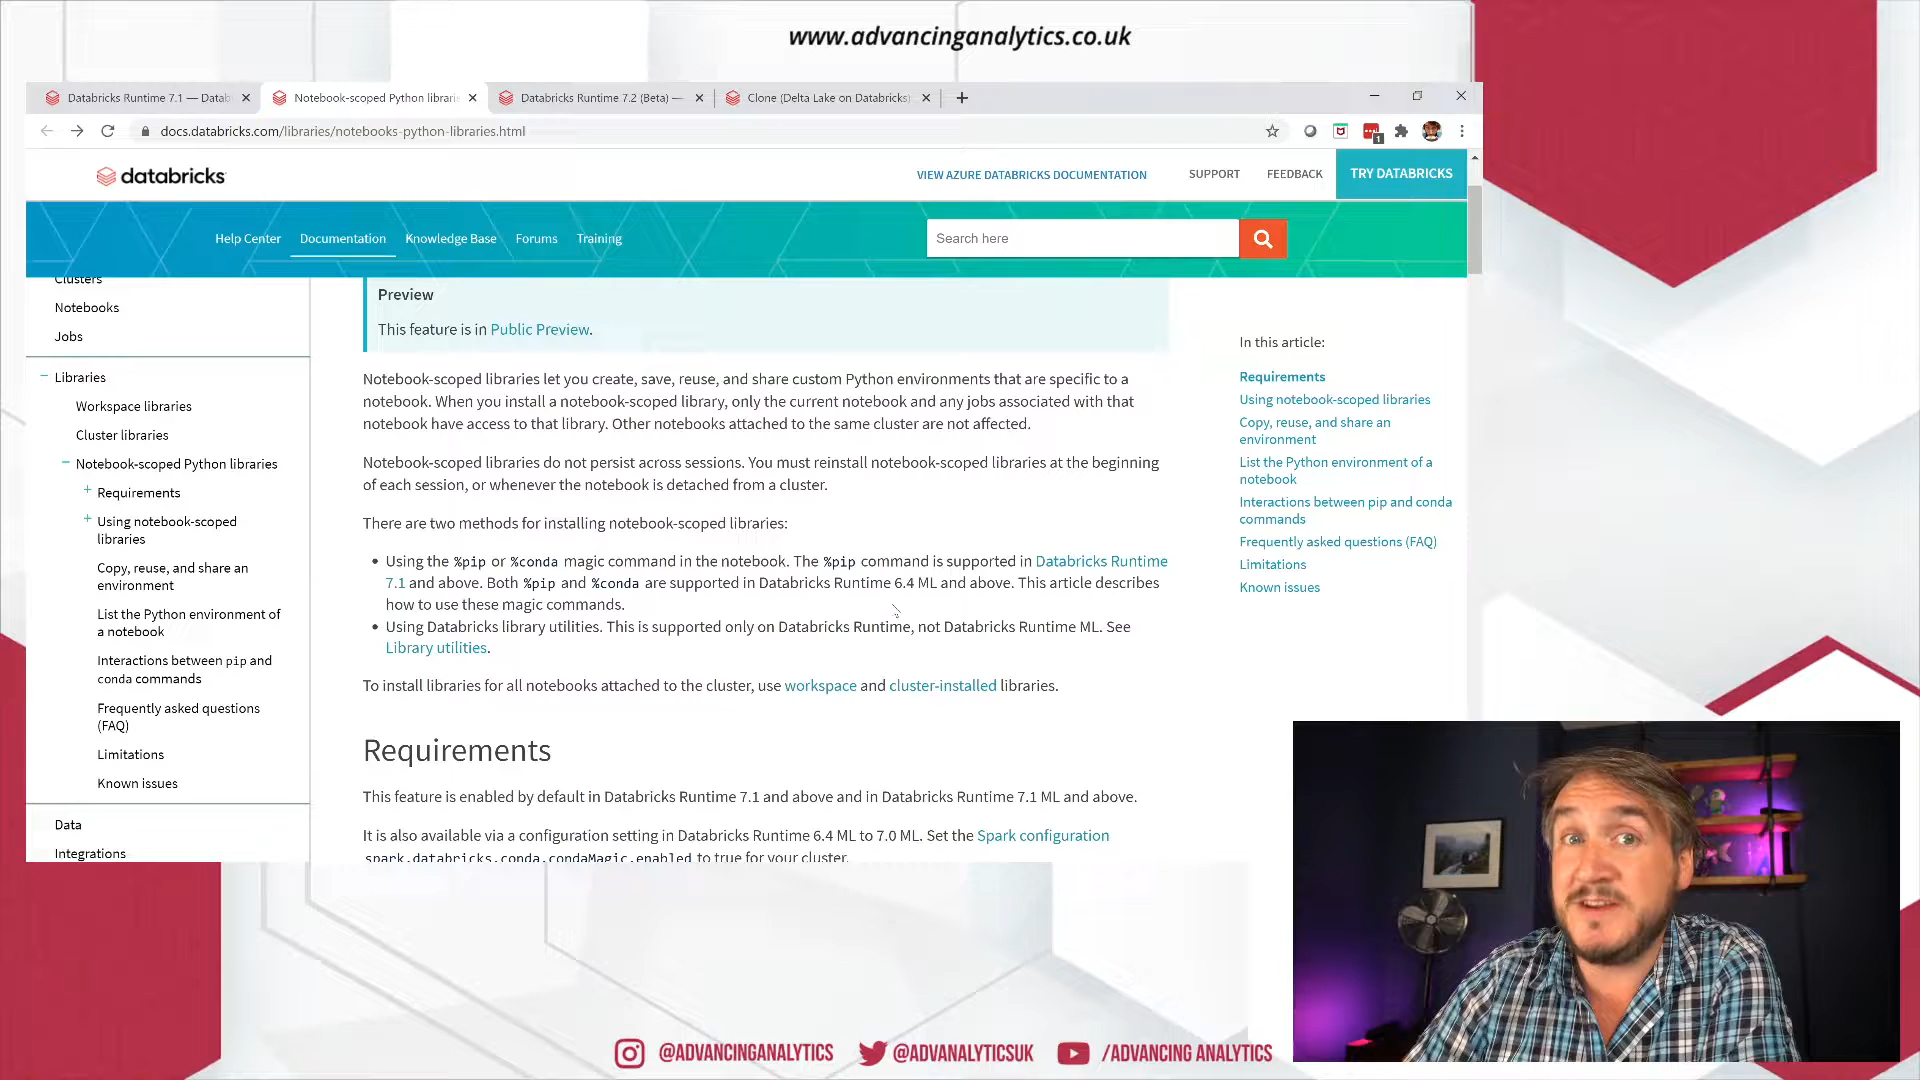 www.advancinganalytics.co.uk
Databricks Runtime 7.1 — Datab
Notebook-scoped Python librari
Databricks Runtime 7.2 (Beta) —
Clone (Delta Lake on Databricks)
docs.databricks.com/libraries/notebooks-python-libraries.html
1
databricks
VIEW AZURE DATABRICKS DOCUMENTATION
SUPPORT
FEEDBACK
TRY DATABRICKS
Help Center
Documentation
Knowledge Base
Forums
Training
Search here
Clusters
Notebooks
Jobs
Libraries
Workspace libraries
Cluster libraries
Notebook-scoped Python libraries
Requirements
Using notebook-scoped
libraries
Copy, reuse, and share an
environment
List the Python environment of
a notebook
Interactions between pip and
conda commands
Frequently asked questions
(FAQ)
Limitations
Known issues
Data
Integrations
Preview
This feature is in Public Preview.
Notebook-scoped libraries let you create, save, reuse, and share custom Python environments that are specific to a
notebook. When you install a notebook-scoped library, only the current notebook and any jobs associated with that
notebook have access to that library. Other notebooks attached to the same cluster are not affected.
Notebook-scoped libraries do not persist across sessions. You must reinstall notebook-scoped libraries at the beginning
of each session, or whenever the notebook is detached from a cluster.
There are two methods for installing notebook-scoped libraries:
• Using the %pip or %conda magic command in the notebook. The %pip command is supported in Databricks Runtime
7.1 and above. Both %pip and %conda are supported in Databricks Runtime 6.4 ML and above. This article describes
how to use these magic commands.
• Using Databricks library utilities. This is supported only on Databricks Runtime, not Databricks Runtime ML. See
Library utilities.
To install libraries for all notebooks attached to the cluster, use workspace and cluster-installed libraries.
Requirements
This feature is enabled by default in Databricks Runtime 7.1 and above and in Databricks Runtime 7.1 ML and above.
It is also available via a configuration setting in Databricks Runtime 6.4 ML to 7.0 ML. Set the Spark configuration
spark.databricks.conda.condaMagic.enabled to true for your cluster.
In this article:
Requirements
Using notebook-scoped libraries
Copy, reuse, and share an
environment
List the Python environment of a
notebook
Interactions between pip and conda
commands
Frequently asked questions (FAQ)
Limitations
Known issues
@ADVANCINGANALYTICS
@ADVANALYTICSUK
/ADVANCING ANALYTICS